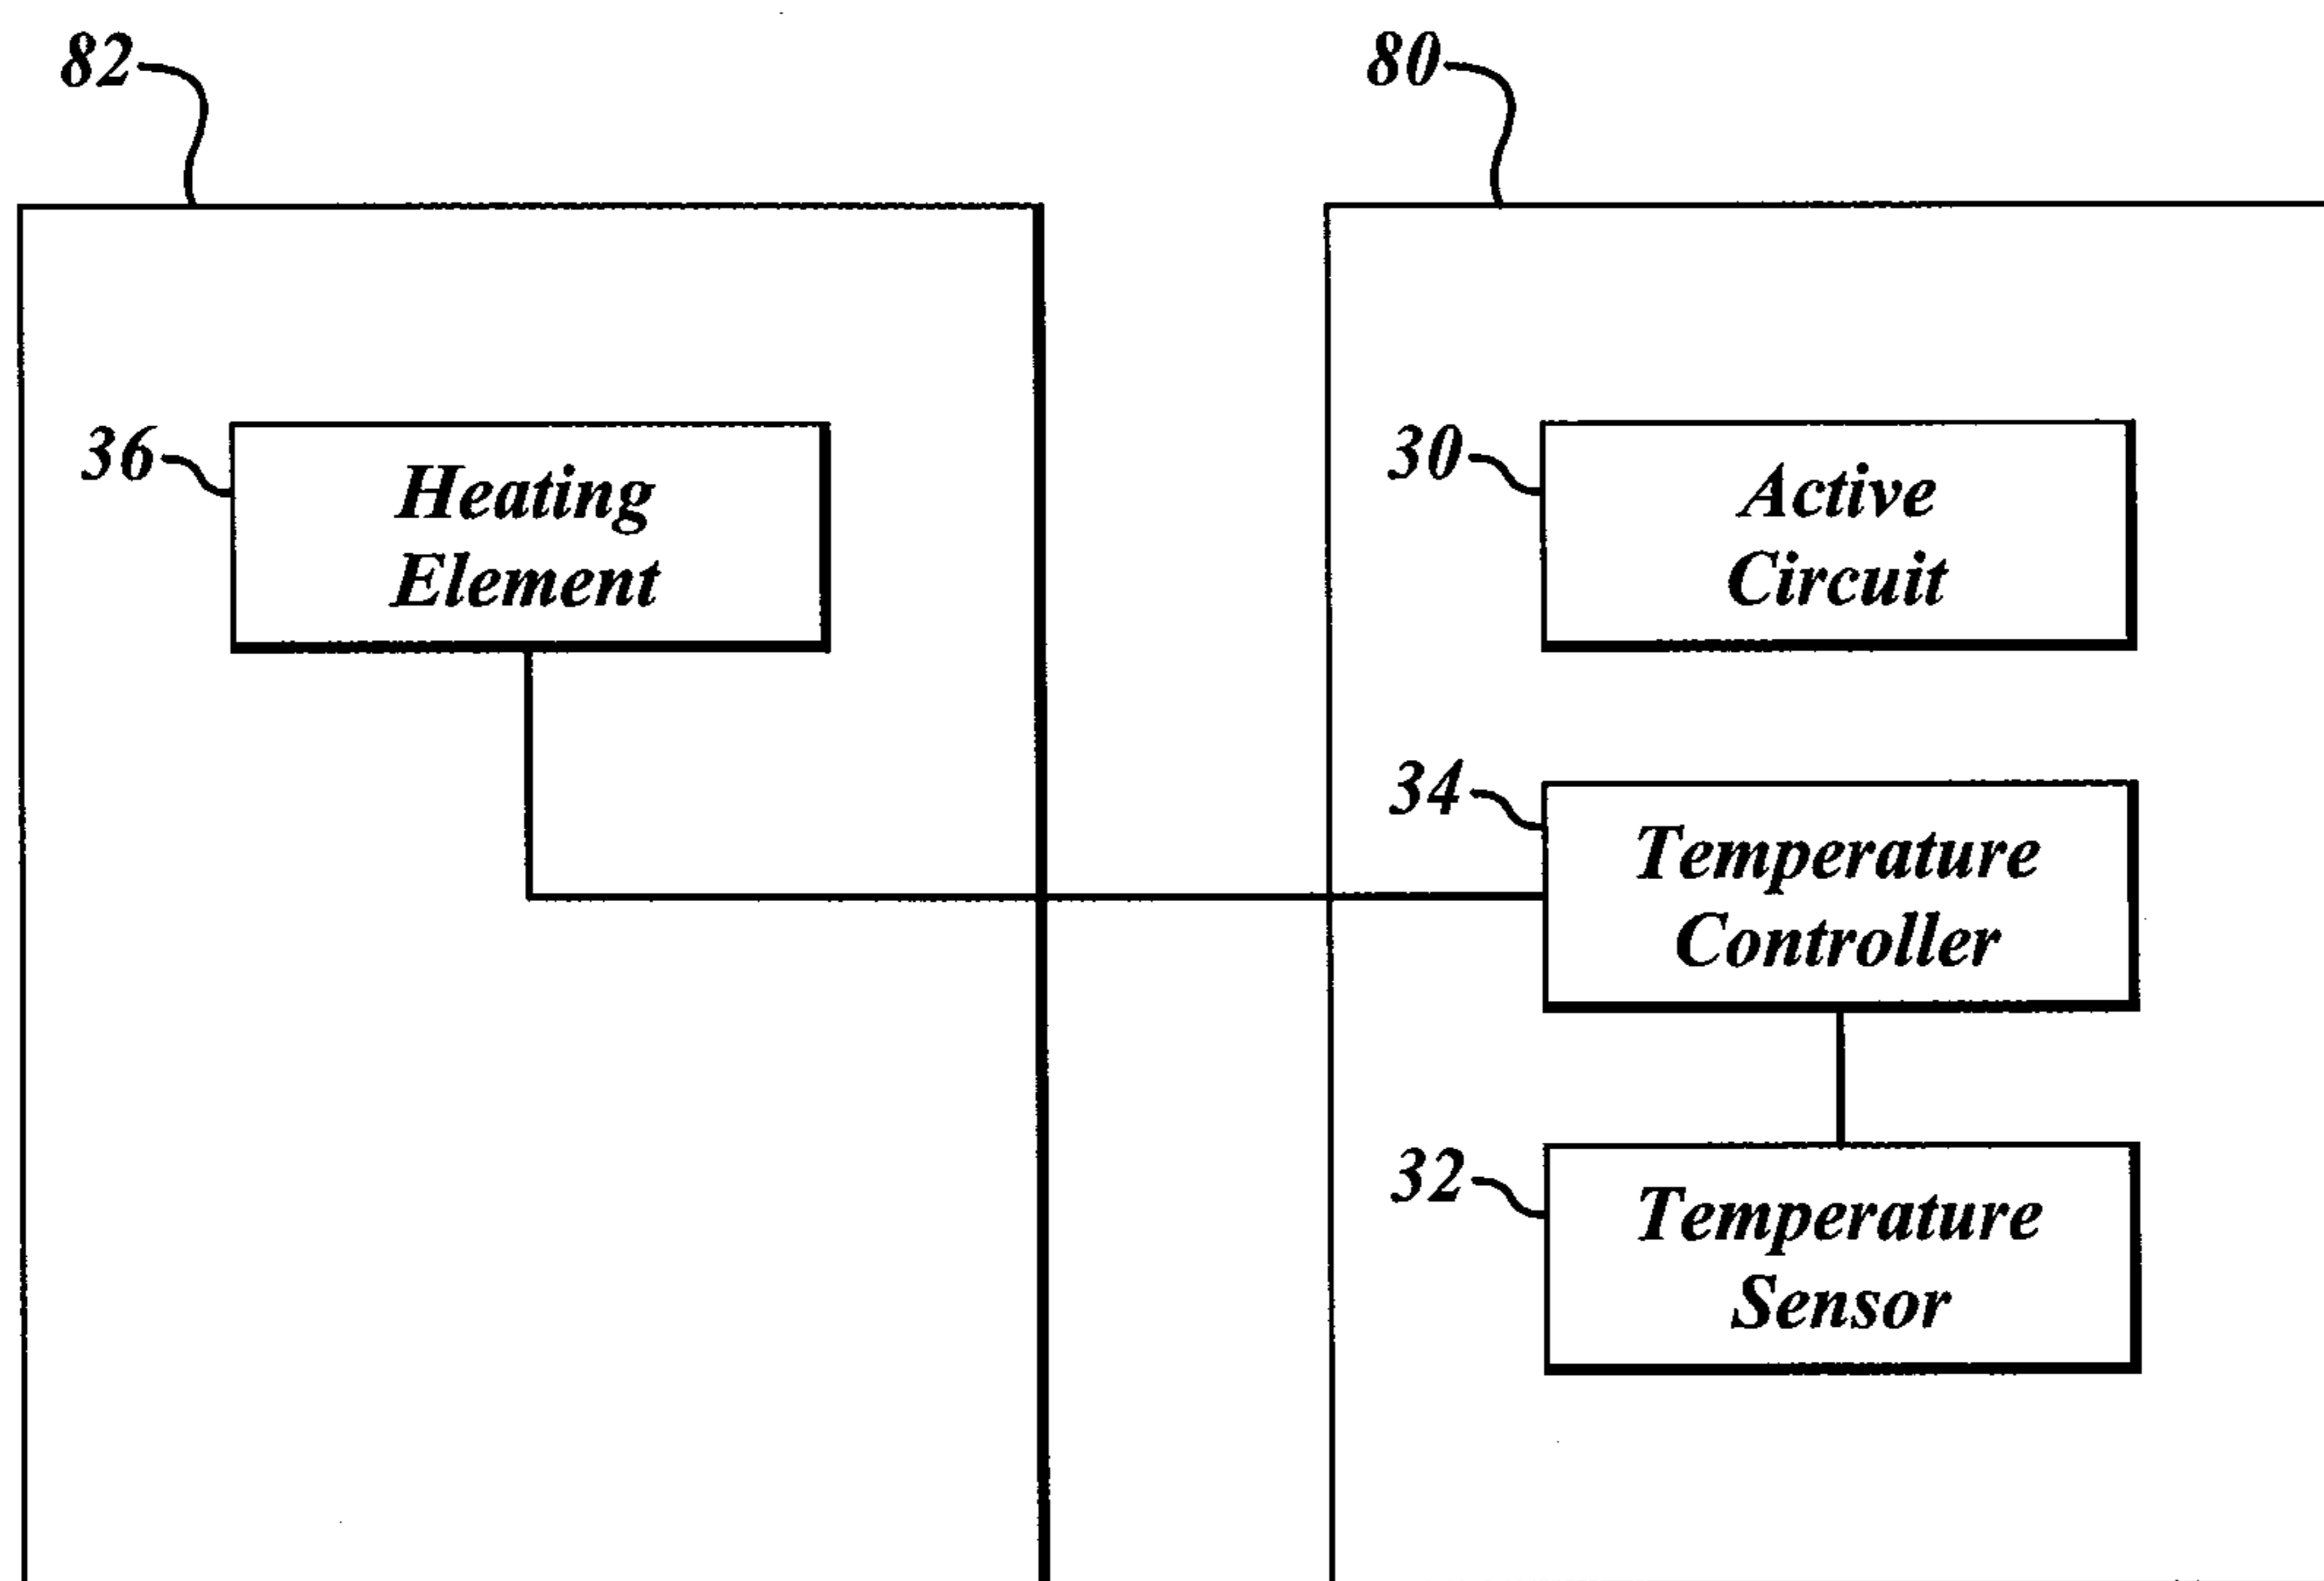 82
80
36
Heating
Element
30
Active
Circuit
34
Temperature
Controller
32
Temperature
Sensor